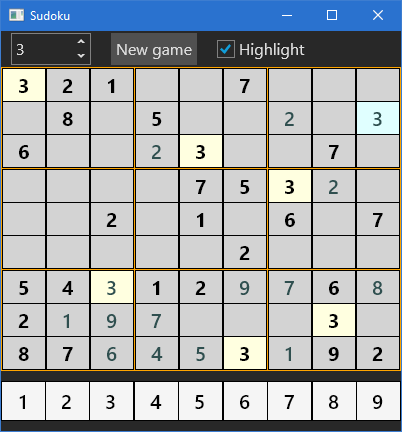 Sudoku
3 New game Highlight
3 2 1 7
8 5 2 3
6 2 3 7
7 5 3 2
2 1 6 7
2
5 4 3 1 2 9 7 6 8
2 1 9 7 3
8 7 6 4 5 3 1 9 2
1 2 3 4 5 6 7 8 9